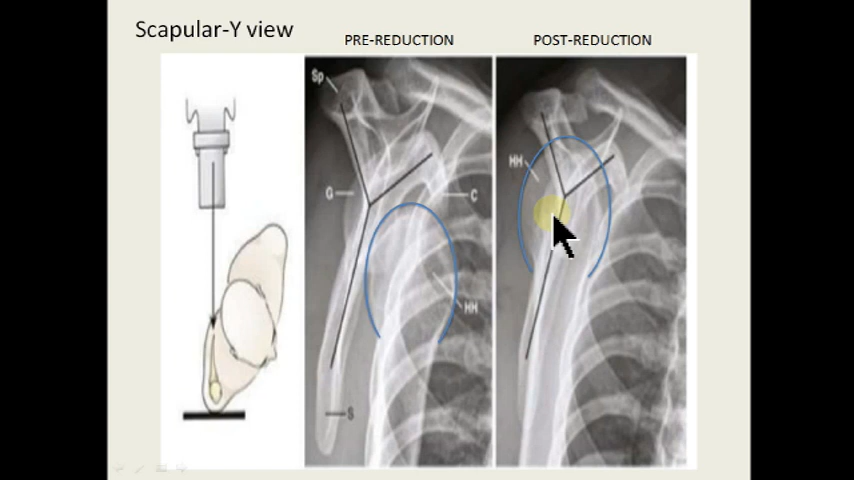 Scapular-Y view
PRE-REDUCTION
POST-REDUCTION
Sp
G
C
HH
S
HH